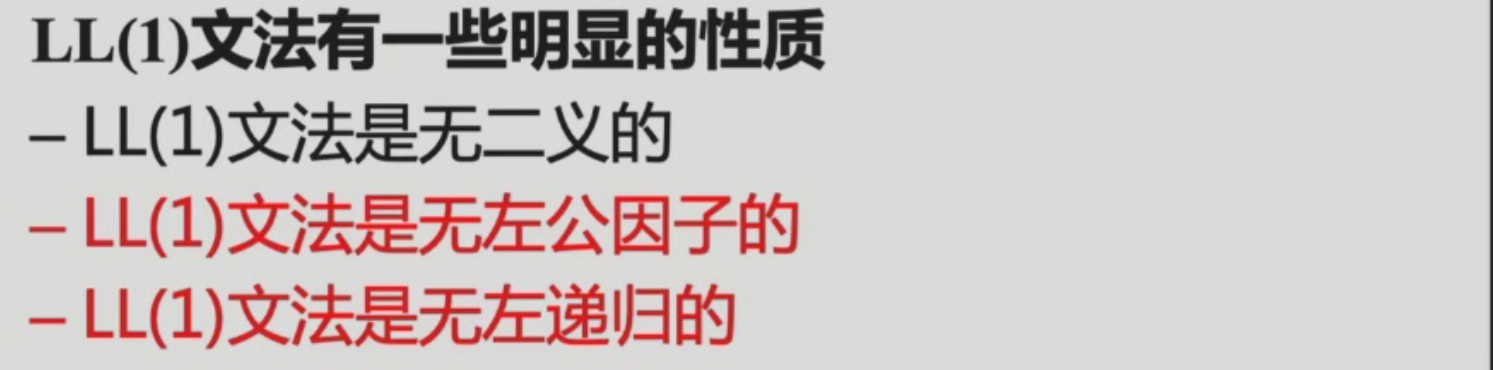 LL(1)文法有一些明显的性质
– LL(1)文法是无二义的
– LL(1)文法是无左公因子的
– LL(1)文法是无左递归的